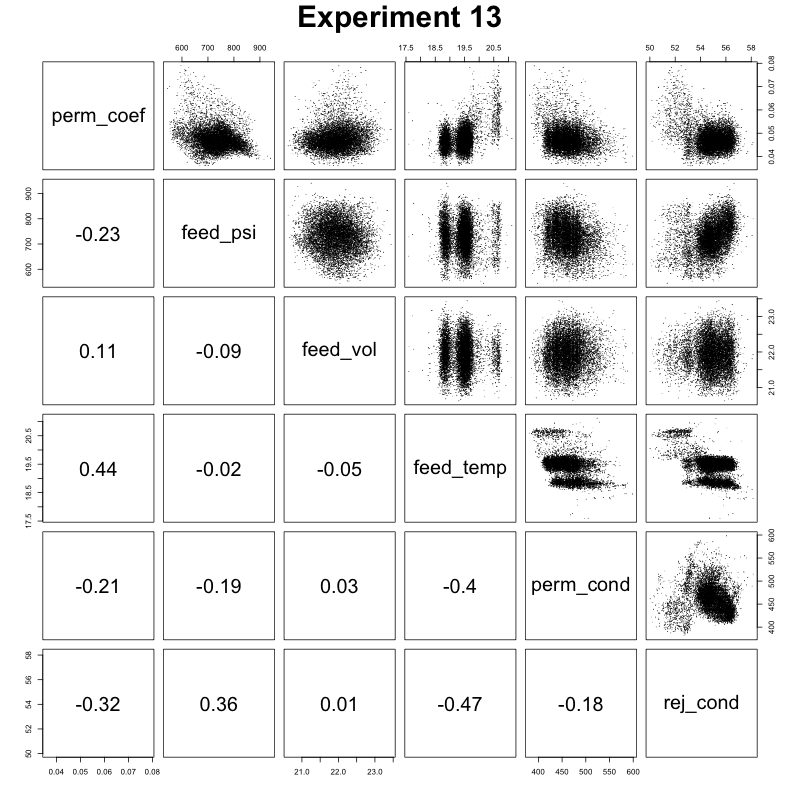 Experiment 13
600 700 800 900 17.5 18.5 19.5 20.5 50 52 54 56 58
perm_coef 0.04 0.05 0.06 0.07 0.08
600 700 800 900 -0.23 feed_psi
0.11 -0.09 feed_vol 21.0 22.0 23.0
17.5 18.5 19.5 20.5 0.44 -0.02 -0.05 feed_temp
-0.21 -0.19 0.03 -0.4 perm_cond 400 450 500 550 600
50 52 54 56 58 -0.32 0.36 0.01 -0.47 -0.18 rej_cond
0.04 0.05 0.06 0.07 0.08 21.0 22.0 23.0 400 450 500 550 600